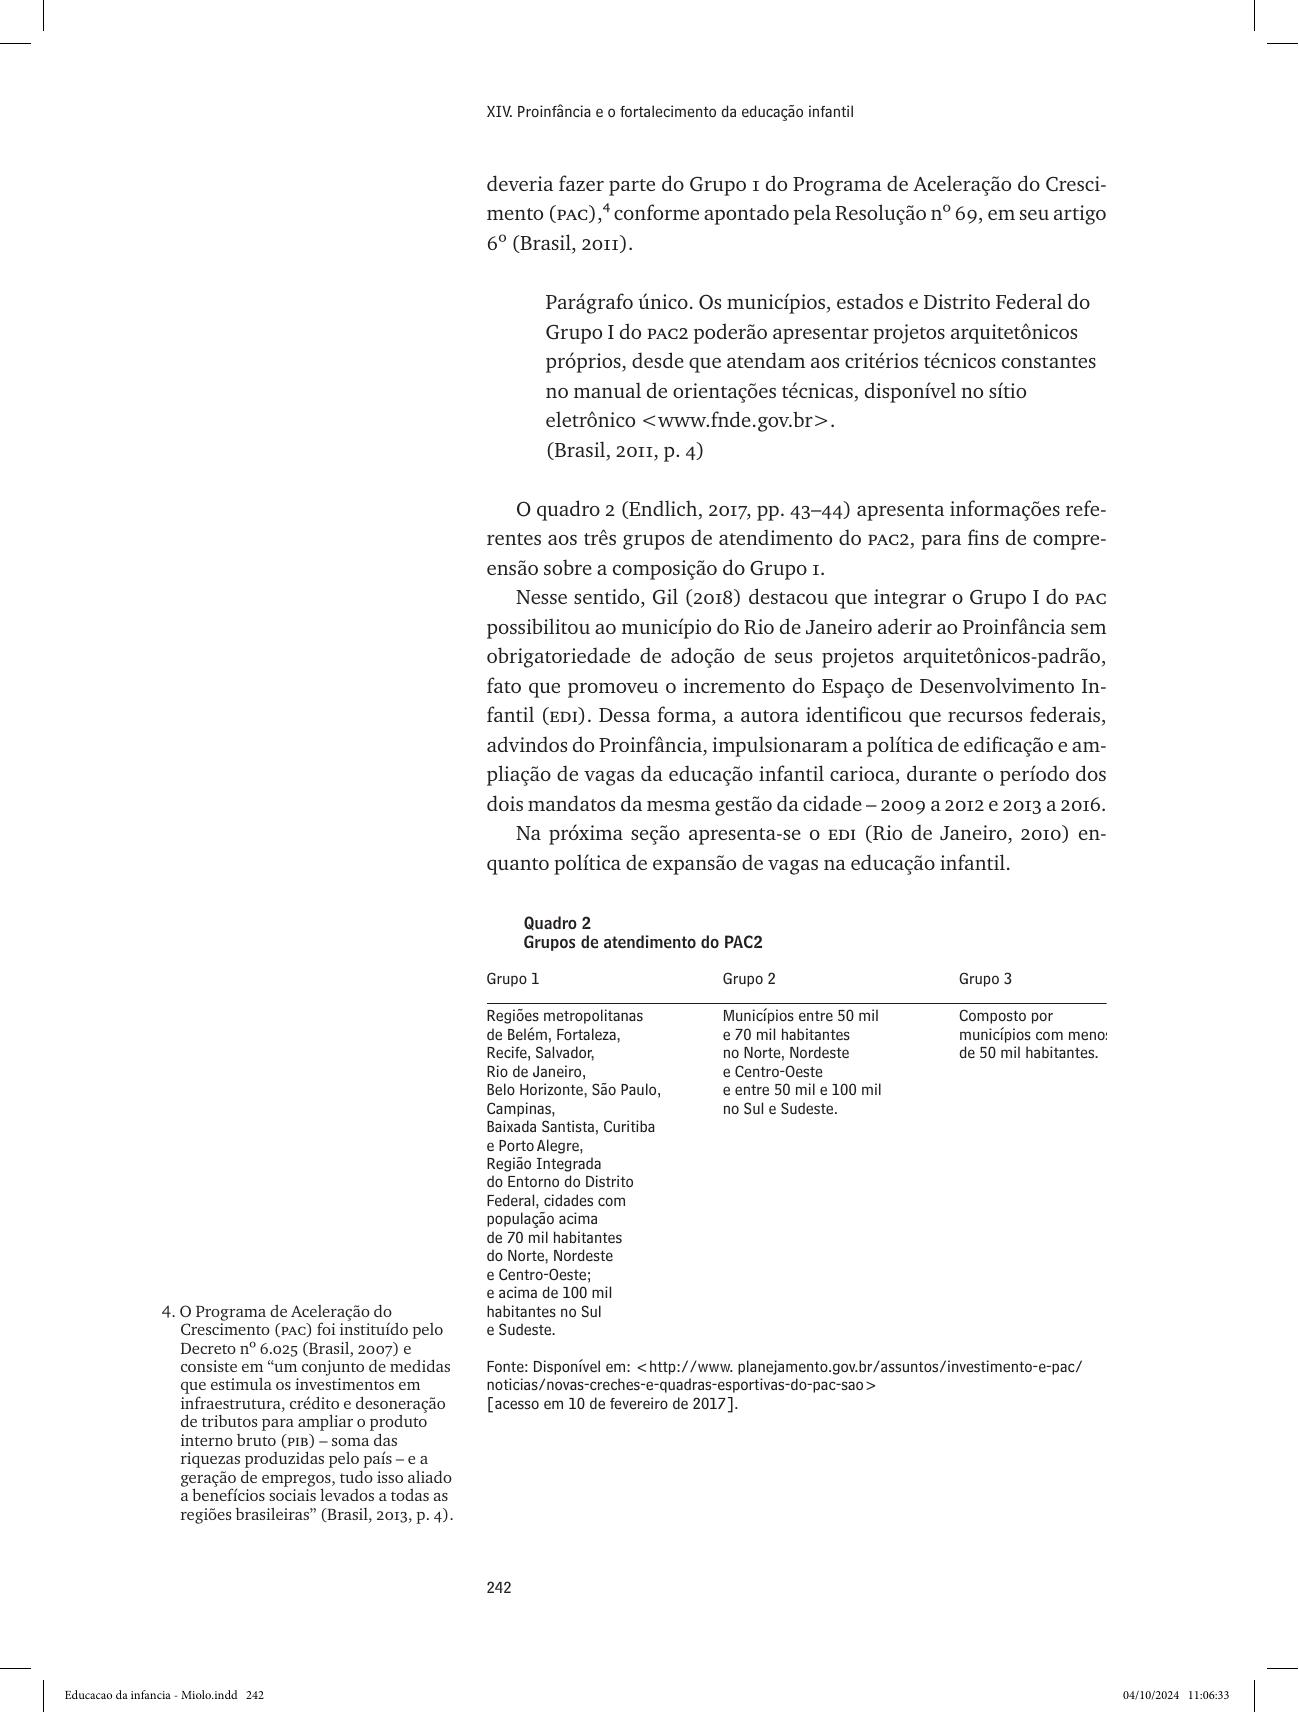 XIV. Proinfância e o fortalecimento da educação infantil
deveria fazer parte do Grupo 1 do Programa de Aceleração do Cresci-
mento (PAC),⁴ conforme apontado pela Resolução nº 69, em seu artigo
6º (Brasil, 2011).
Parágrafo único. Os municípios, estados e Distrito Federal do
Grupo I do PAC2 poderão apresentar projetos arquitetônicos
próprios, desde que atendam aos critérios técnicos constantes
no manual de orientações técnicas, disponível no sítio
eletrônico <www.fnde.gov.br>.
(Brasil, 2011, p. 4)
O quadro 2 (Endlich, 2017, pp. 43–44) apresenta informações refe-
rentes aos três grupos de atendimento do PAC2, para fins de compre-
ensão sobre a composição do Grupo 1.
Nesse sentido, Gil (2018) destacou que integrar o Grupo I do PAC
possibilitou ao município do Rio de Janeiro aderir ao Proinfância sem
obrigatoriedade de adoção de seus projetos arquitetônicos-padrão,
fato que promoveu o incremento do Espaço de Desenvolvimento In-
fantil (EDI). Dessa forma, a autora identificou que recursos federais,
advindos do Proinfância, impulsionaram a política de edificação e am-
pliação de vagas da educação infantil carioca, durante o período dos
dois mandatos da mesma gestão da cidade – 2009 a 2012 e 2013 a 2016.
Na próxima seção apresenta-se o EDI (Rio de Janeiro, 2010) en-
quanto política de expansão de vagas na educação infantil.
Quadro 2
Grupos de atendimento do PAC2
Grupo 1
Regiões metropolitanas
de Belém, Fortaleza,
Recife, Salvador,
Rio de Janeiro,
Belo Horizonte, São Paulo,
Campinas,
Baixada Santista, Curitiba
e Porto Alegre,
Região Integrada
do Entorno do Distrito
Federal, cidades com
população acima
de 70 mil habitantes
do Norte, Nordeste
e Centro-Oeste;
e acima de 100 mil
habitantes no Sul
e Sudeste.
Grupo 2
Municípios entre 50 mil
e 70 mil habitantes
no Norte, Nordeste
e Centro-Oeste
e entre 50 mil e 100 mil
no Sul e Sudeste.
Grupo 3
Composto por
municípios com menos
de 50 mil habitantes.
Fonte: Disponível em: <http://www. planejamento.gov.br/assuntos/investimento-e-pac/
noticias/novas-creches-e-quadras-esportivas-do-pac-sao>
[acesso em 10 de fevereiro de 2017].
4. O Programa de Aceleração do
Crescimento (PAC) foi instituído pelo
Decreto nº 6.025 (Brasil, 2007) e
consiste em “um conjunto de medidas
que estimula os investimentos em
infraestrutura, crédito e desoneração
de tributos para ampliar o produto
interno bruto (PIB) – soma das
riquezas produzidas pelo país – e a
geração de empregos, tudo isso aliado
a benefícios sociais levados a todas as
regiões brasileiras” (Brasil, 2013, p. 4).
242
Educacao da infancia - Miolo.indd 242
04/10/2024 11:06:33